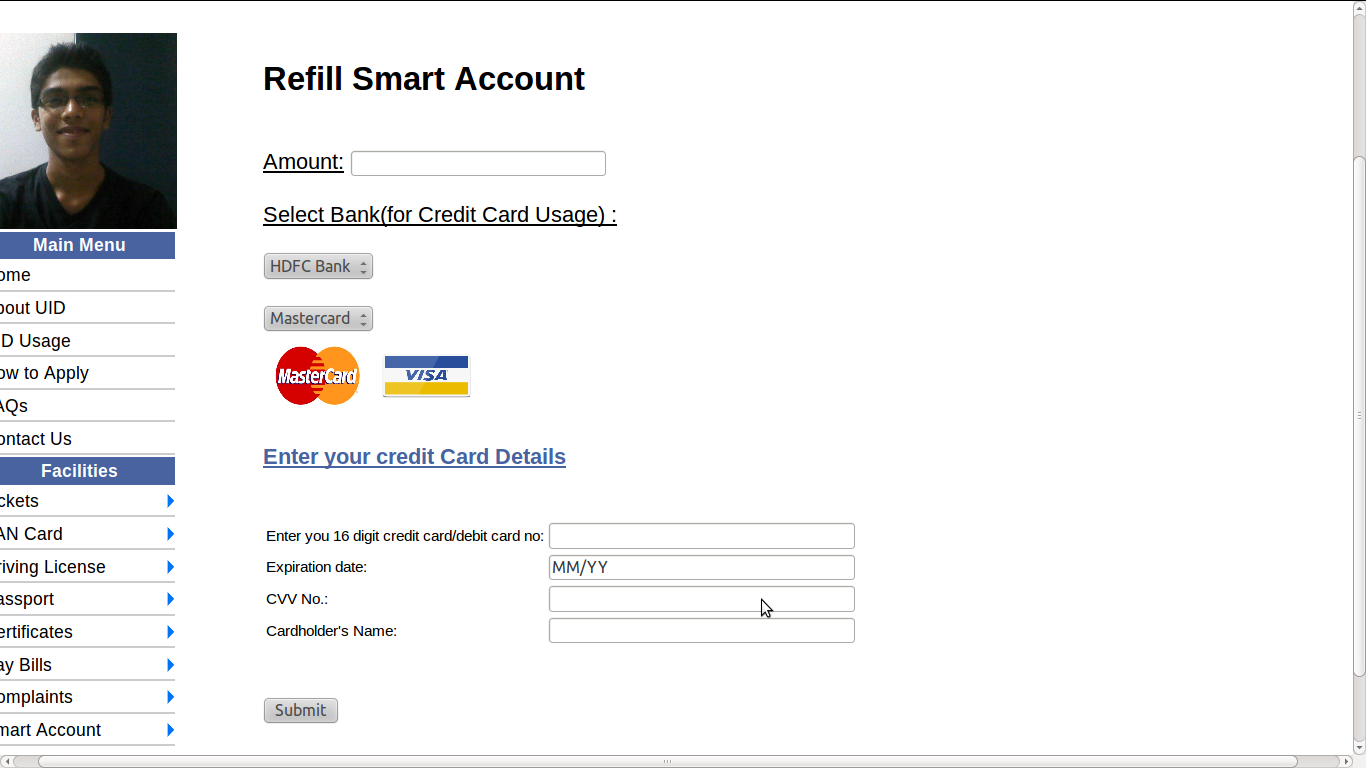 Refill Smart Account
Amount:
Select Bank(for Credit Card Usage) :
HDFC Bank
Mastercard
MasterCard VISA
Enter your credit Card Details
Enter you 16 digit credit card/debit card no:
Expiration date: MM/YY
CVV No.:
Cardholder's Name:
Submit
Main Menu
ome
bout UID
D Usage
ow to Apply
AQs
ontact Us
Facilities
ckets
AN Card
riving License
assport
ertificates
ay Bills
omplaints
mart Account